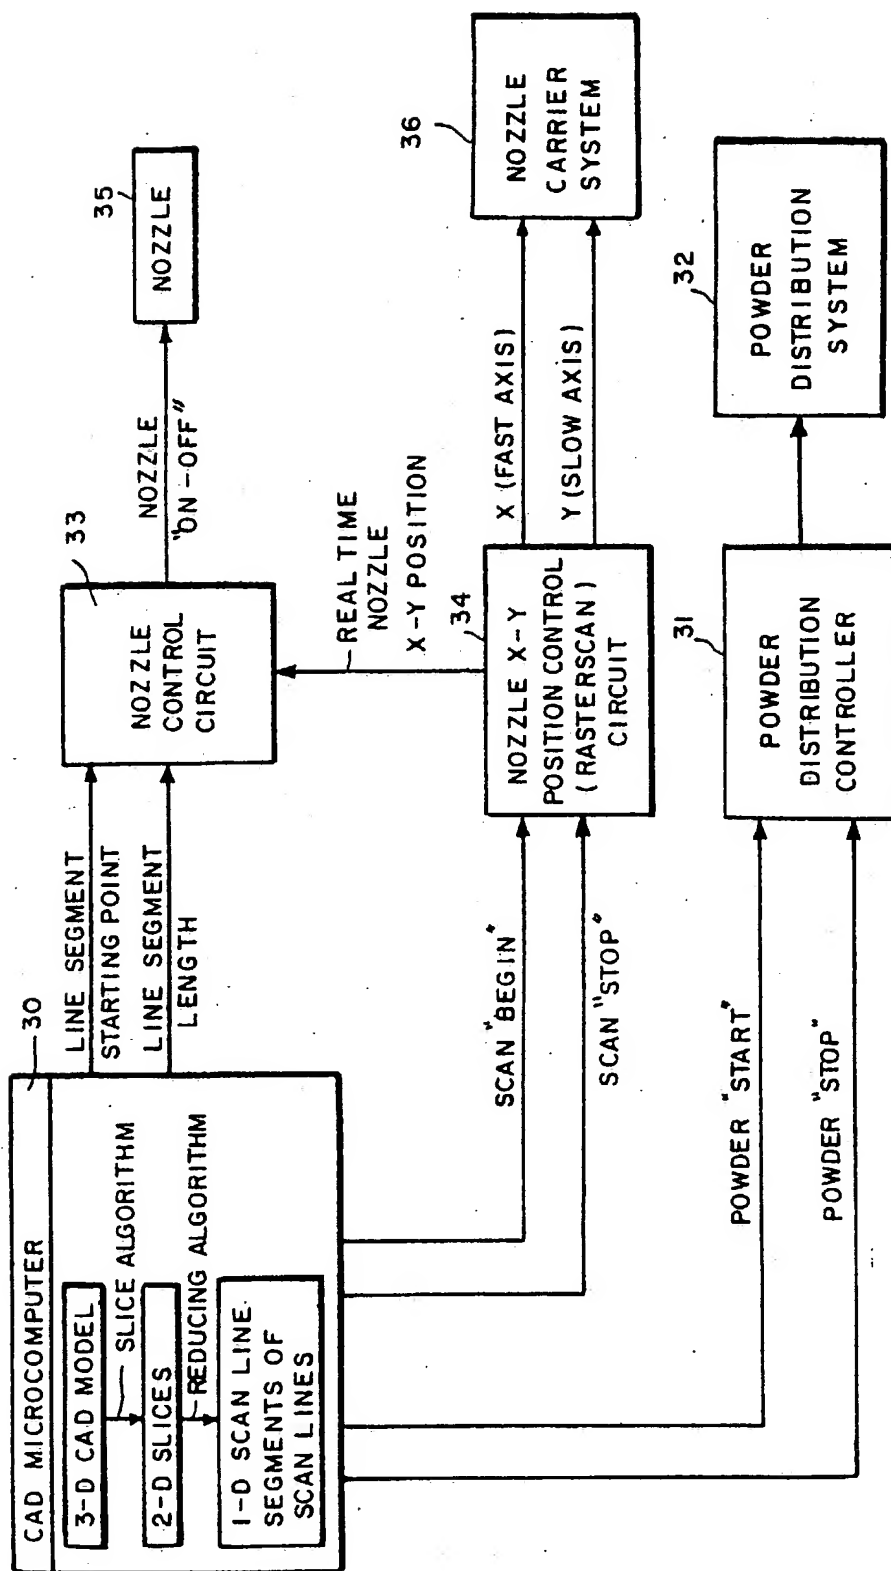 CAD MICROCOMPUTER
30
3-D CAD MODEL
SLICE ALGORITHM
2-D SLICES
REDUCING ALGORITHM
1-D SCAN LINE
SEGMENTS OF
SCAN LINES
LINE SEGMENT
STARTING POINT
LINE SEGMENT
LENGTH
33
NOZZLE
CONTROL
CIRCUIT
NOZZLE
"ON-OFF"
35
NOZZLE
REAL TIME
NOZZLE
X-Y POSITION
SCAN "BEGIN"
SCAN "STOP"
34
NOZZLE X-Y
POSITION CONTROL
(RASTERSCAN)
CIRCUIT
X (FAST AXIS)
Y (SLOW AXIS)
36
NOZZLE
CARRIER
SYSTEM
POWDER "START"
POWDER "STOP"
31
POWDER
DISTRIBUTION
CONTROLLER
32
POWDER
DISTRIBUTION
SYSTEM